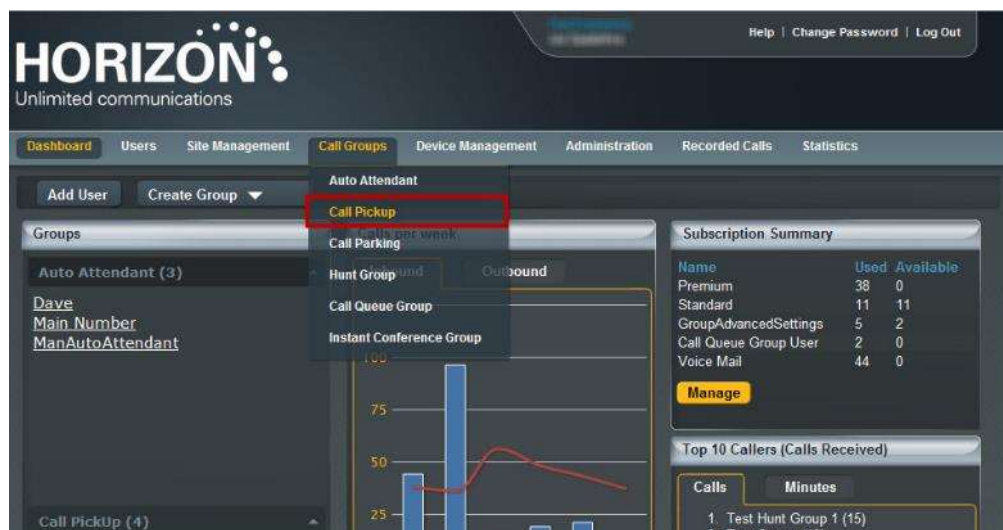 Help | Change Password | Log Out
HORIZON
Unlimited communications
Dashboard Users Site Management Call Groups Device Management Administration Recorded Calls Statistics
Add User Create Group
Auto Attendant
Call Pickup
Call Parking
Hunt Group
Call Queue Group
Instant Conference Group
Groups
Auto Attendant (3)
Dave
Main Number
ManAutoAttendant
Call PickUp (4)
Calls per week
Outbound
100
75
50
25
Subscription Summary
Name Used Available
Premium 38 0
Standard 11 11
GroupAdvancedSettings 5 2
Call Queue Group User 2 0
Voice Mail 44 0
Manage
Top 10 Callers (Calls Received)
Calls Minutes
1. Test Hunt Group 1 (15)